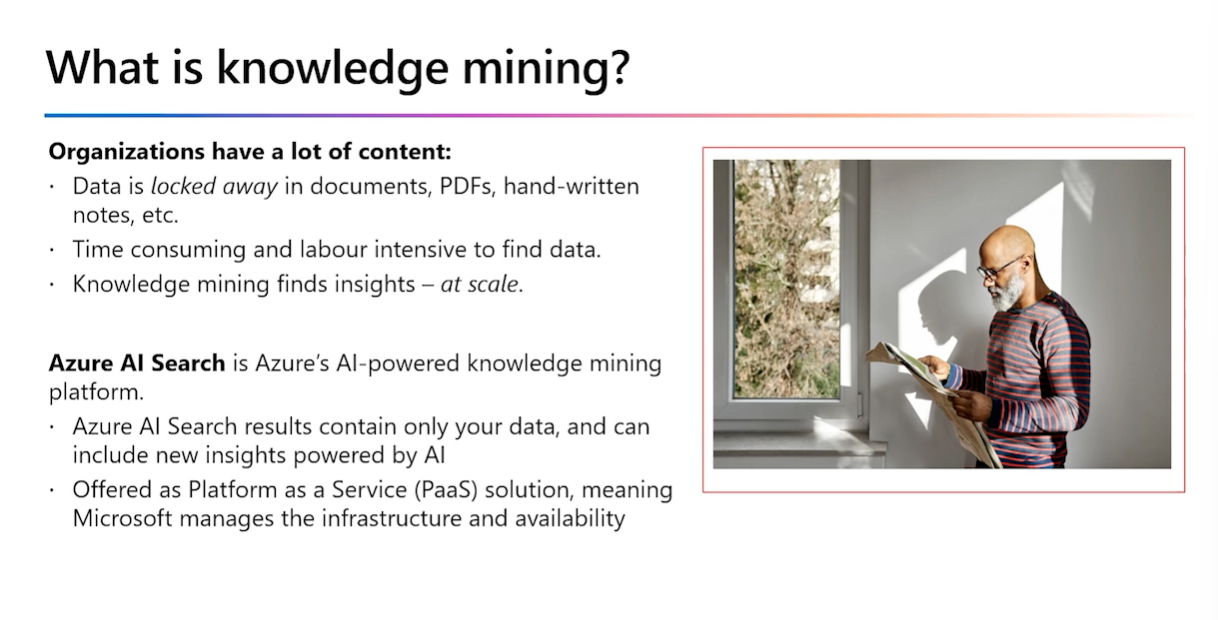 What is knowledge mining?
Organizations have a lot of content:
· Data is locked away in documents, PDFs, hand-written
notes, etc.
· Time consuming and labour intensive to find data.
· Knowledge mining finds insights – at scale.
Azure AI Search is Azure’s AI-powered knowledge mining
platform.
· Azure AI Search results contain only your data, and can
include new insights powered by AI
· Offered as Platform as a Service (PaaS) solution, meaning
Microsoft manages the infrastructure and availability